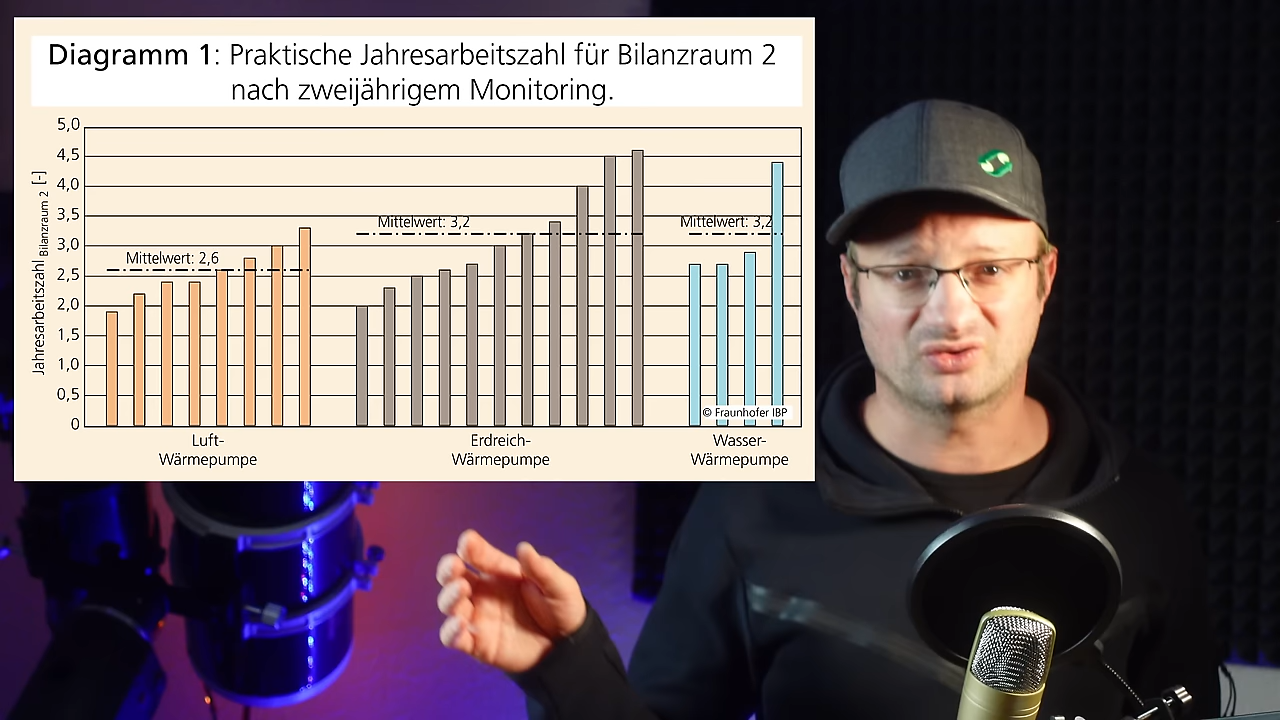 Diagramm 1: Praktische Jahresarbeitszahl für Bilanzraum 2
nach zweijährigem Monitoring.
Jahresarbeitszahl Bilanzraum 2 [-]
5,0
4,5
4,0
3,5
3,0
2,5
2,0
1,5
1,0
0,5
0
Mittelwert: 2,6
Mittelwert: 3,2
Mittelwert: 3,2
© Fraunhofer IBP
Luft-
Wärmepumpe
Erdreich-
Wärmepumpe
Wasser-
Wärmepumpe